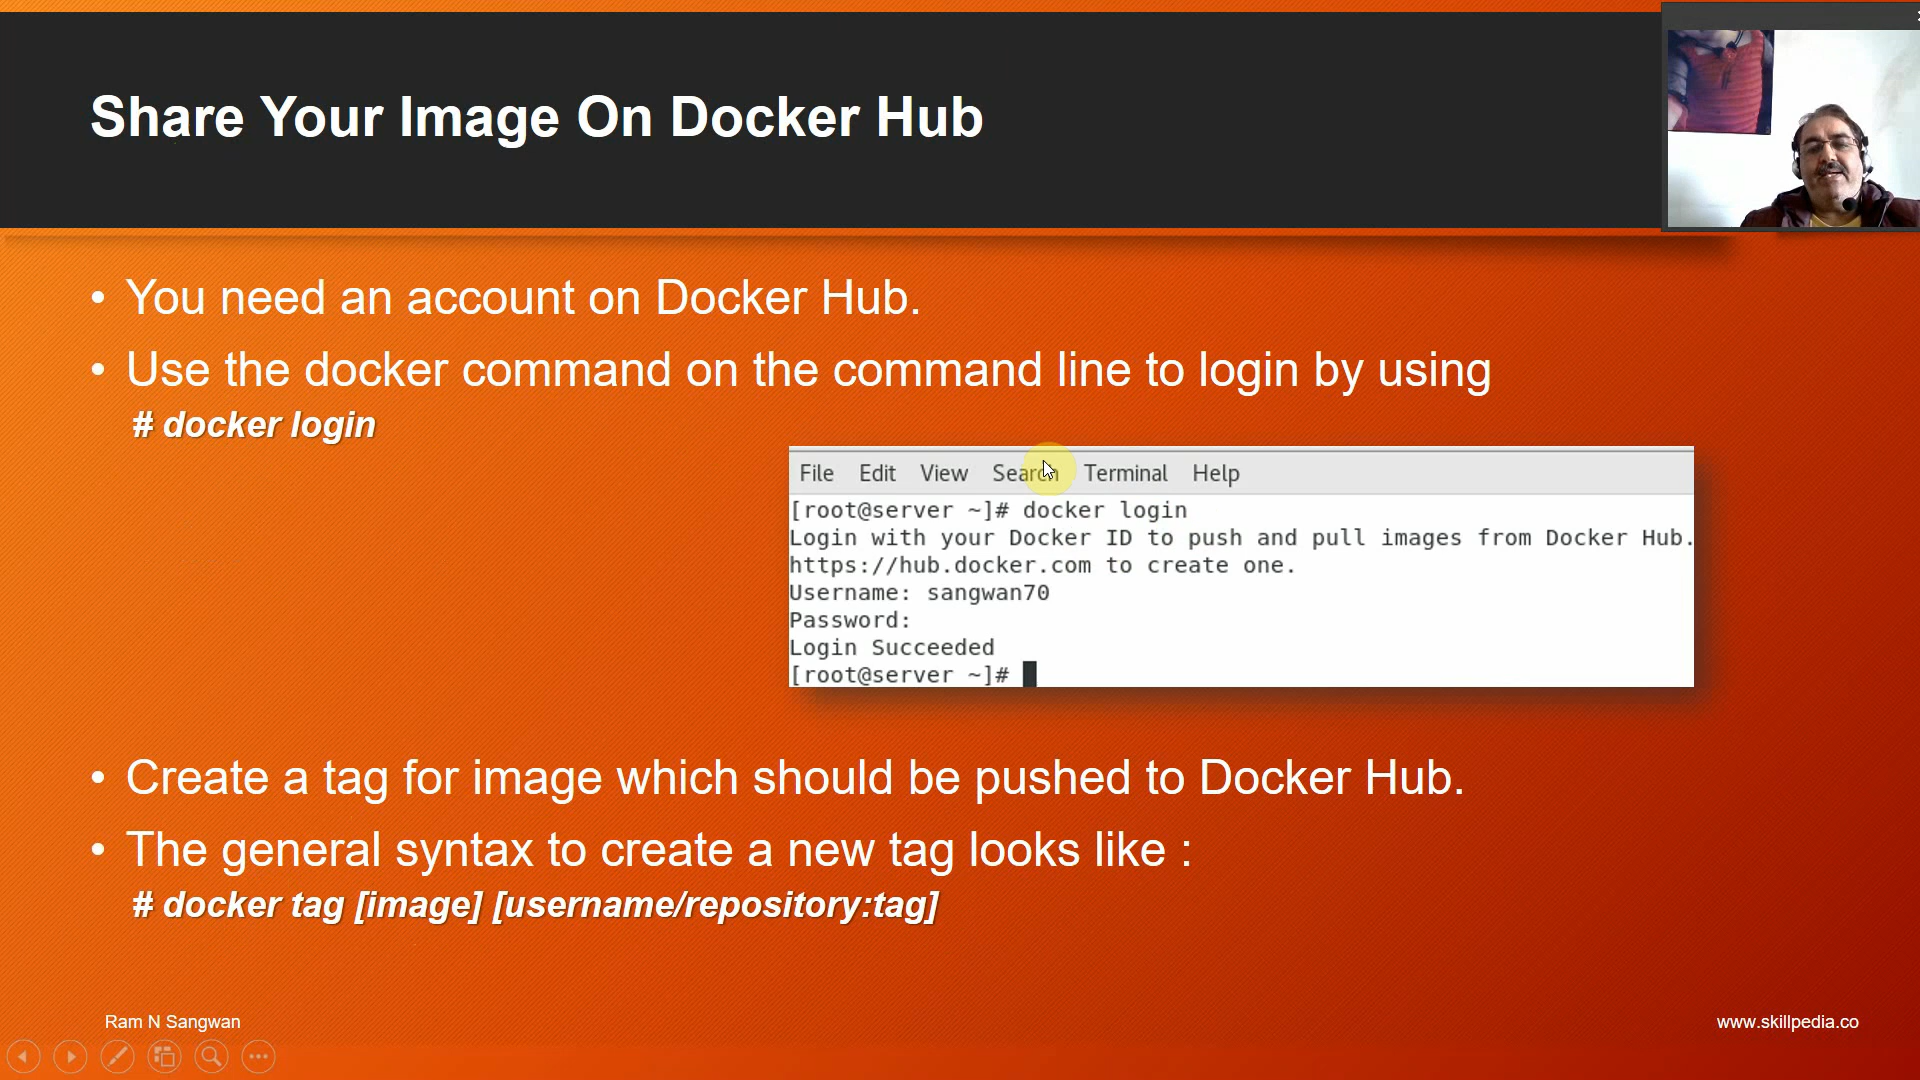 Share Your Image On Docker Hub
• You need an account on Docker Hub.
• Use the docker command on the command line to login by using
# docker login
File Edit View Search Terminal Help
[root@server ~]# docker login
Login with your Docker ID to push and pull images from Docker Hub.
https://hub.docker.com to create one.
Username: sangwan70
Password:
Login Succeeded
[root@server ~]#
• Create a tag for image which should be pushed to Docker Hub.
• The general syntax to create a new tag looks like :
# docker tag [image] [username/repository:tag]
Ram N Sangwan
www.skillpedia.co